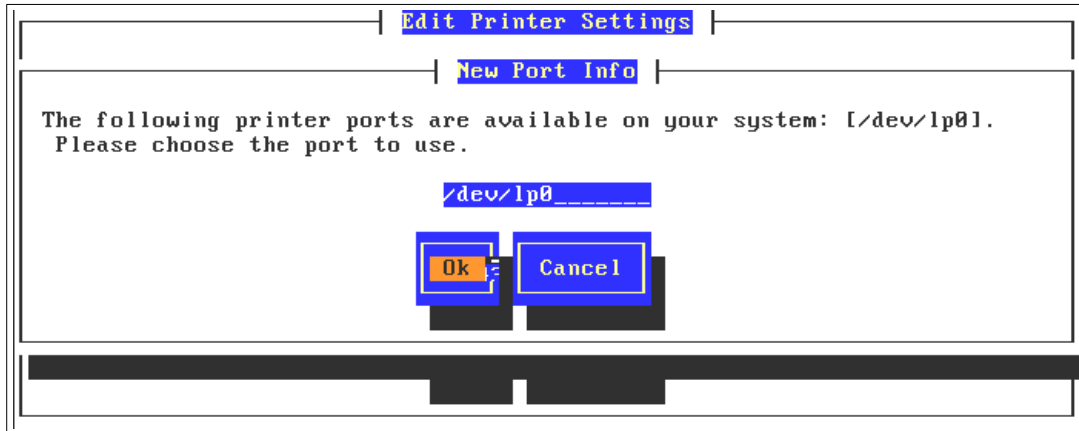 Edit Printer Settings
New Port Info
The following printer ports are available on your system: [/dev/lp0].
Please choose the port to use.
/dev/lp0_______
Ok
Cancel